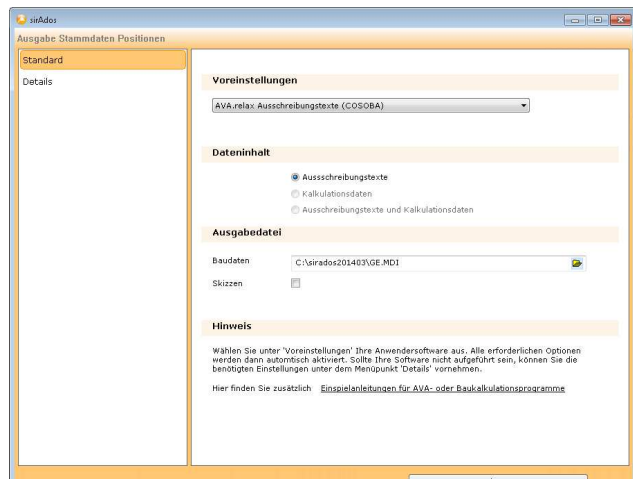 sirAdos
Ausgabe Stammdaten Positionen
Standard
Details
Voreinstellungen
AVA.relax Ausschreibungstexte (COSOBA)
Dateninhalt
Aussschreibungstexte
Kalkulationsdaten
Ausschreibungstexte und Kalkulationsdaten
Ausgabedatei
Baudaten
C:\sirados201403\GE.MDI
Skizzen
Hinweis
Wählen Sie unter 'Voreinstellungen' Ihre Anwendersoftware aus. Alle erforderlichen Optionen
werden dann automtisch aktiviert. Sollte Ihre Software nicht aufgeführt sein, können Sie die
benötigten Einstellungen unter dem Menüpunkt 'Details' vornehmen.
Hier finden Sie zusätzlich Einspielanleitungen für AVA- oder Baukalkulationsprogramme